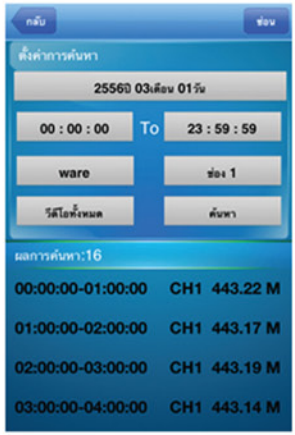 กลับ ซ่อน
ตั้งค่าการค้นหา
2556ปี 03เดือน 01วัน
00 : 00 : 00 To 23 : 59 : 59
ware ช่อง 1
วีดีโอทั้งหมด ค้นหา
ผลการค้นหา:16
00:00:00-01:00:00 CH1 443.22 M
01:00:00-02:00:00 CH1 443.17 M
02:00:00-03:00:00 CH1 443.19 M
03:00:00-04:00:00 CH1 443.14 M